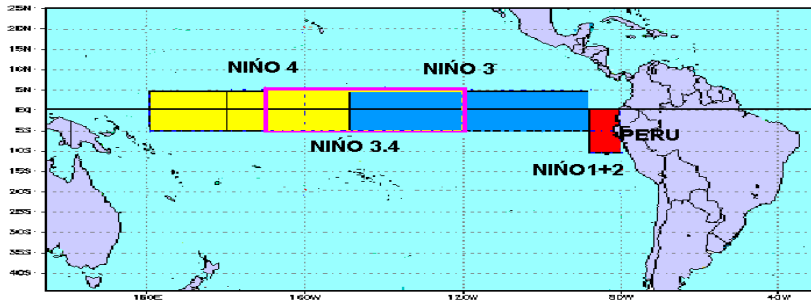 25N
20N
15N
10N
NIŃO 4 NIŃO 3
5N
EQ
PERU
5S
NIŃO 3.4
10S
NIŃO1+2
15S
20S
25S
30S
35S
40S
160E 160W 120W 80W 40W